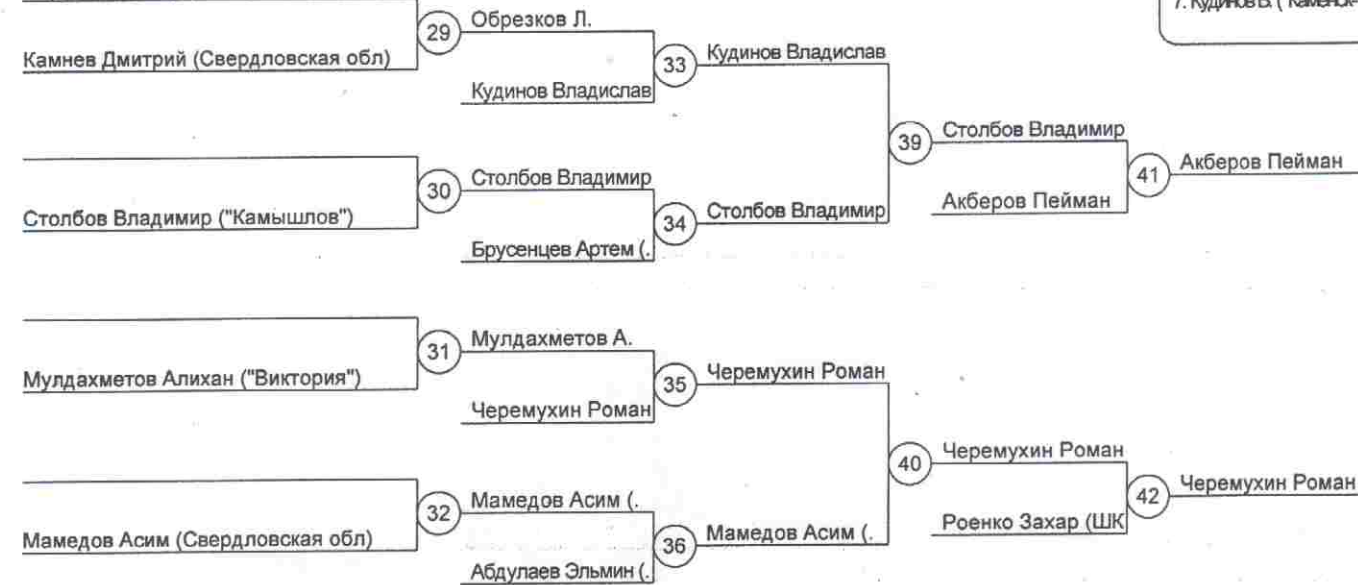 7. Кудинов В. ("Каменск-
29
Обрезков Л.
Камнев Дмитрий (Свердловская обл)
33
Кудинов Владислав
Кудинов Владислав
39
Столбов Владимир
30
Столбов Владимир
41
Акберов Пейман
Столбов Владимир ("Камышлов")
34
Столбов Владимир
Акберов Пейман
Брусенцев Артем (.
31
Мулдахметов А.
Мулдахметов Алихан ("Виктория")
35
Черемухин Роман
Черемухин Роман
40
Черемухин Роман
32
Мамедов Асим (.
42
Черемухин Роман
Мамедов Асим (Свердловская обл)
36
Мамедов Асим (.
Роенко Захар (ШК
Абдулаев Эльмин (.